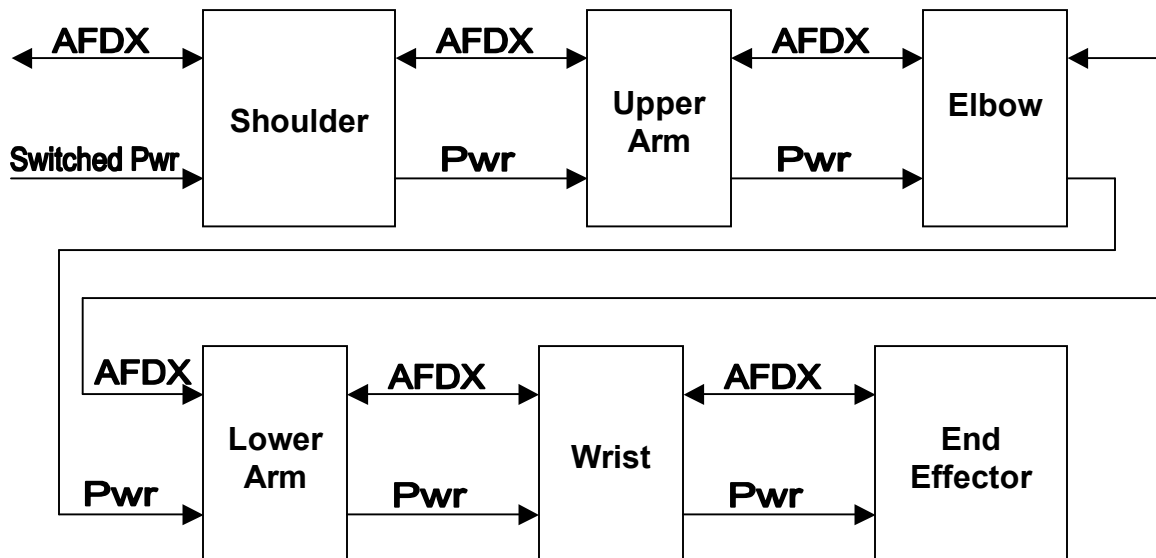 AFDX
AFDX
AFDX
Shoulder
Upper
Arm
Elbow
Switched Pwr
Pwr
Pwr
AFDX
AFDX
AFDX
Lower
Arm
Wrist
End
Effector
Pwr
Pwr
Pwr